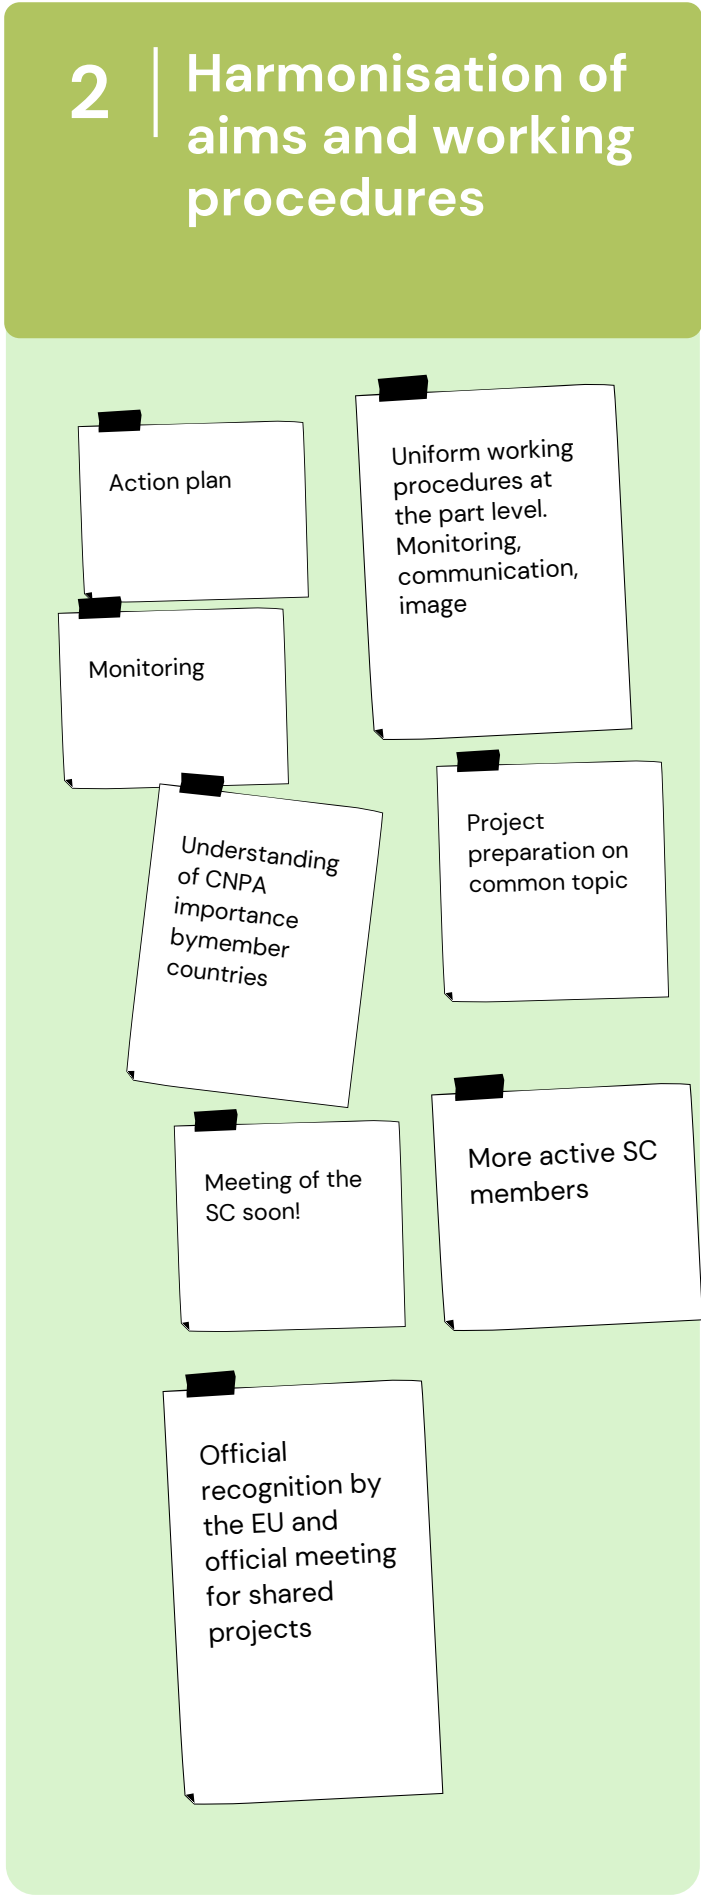 2
Harmonisation of
aims and working
procedures
Action plan
Uniform working
procedures at
the part level.
Monitoring,
communication,
image
Monitoring
Project
preparation on
common topic
Understanding
of CNPA
importance
bymember
countries
Meeting of the
SC soon!
More active SC
members
Official
recognition by
the EU and
official meeting
for shared
projects